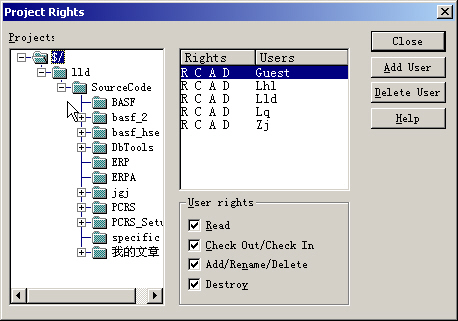 Project Rights
Projects:
$/
lld
SourceCode
BASF
basf_2
basf_hse
DbTools
ERP
ERPA
jgj
PCRS
PCRS_Setu
specific
我的文章
Rights Users
R C A D Guest
R C A D Lhl
R C A D Lld
R C A D Lq
R C A D Zj
User rights
Read
Check Out/Check In
Add/Rename/Delete
Destroy
Close
Add User
Delete User
Help